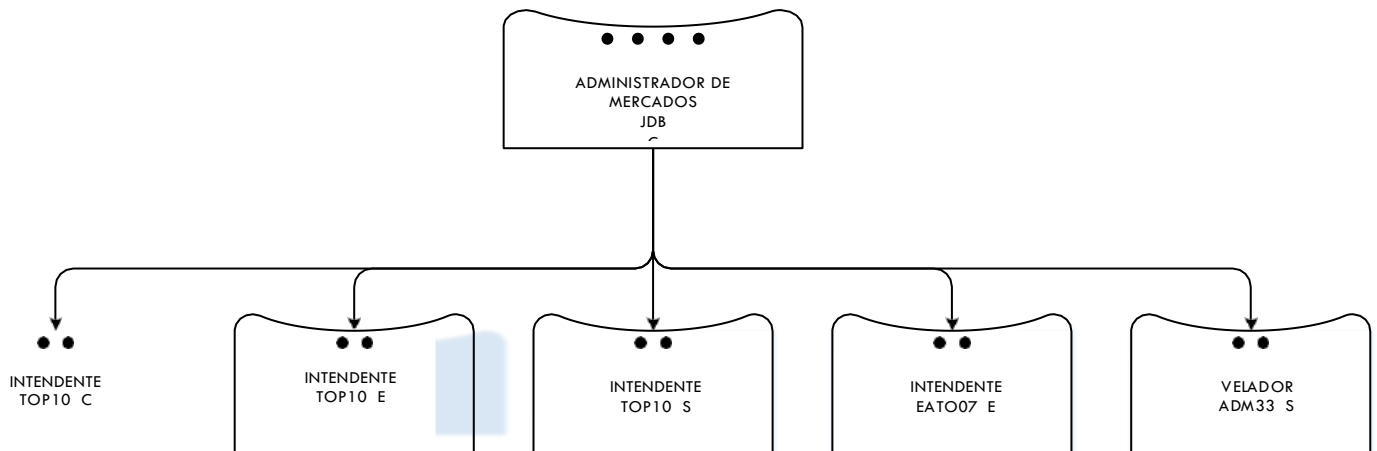 ADMINISTRADOR DE
MERCADOS
JDB
INTENDENTE
TOP10 C
INTENDENTE
TOP10 E
INTENDENTE
TOP10 S
INTENDENTE
EATO07 E
VELADOR
ADM33 S